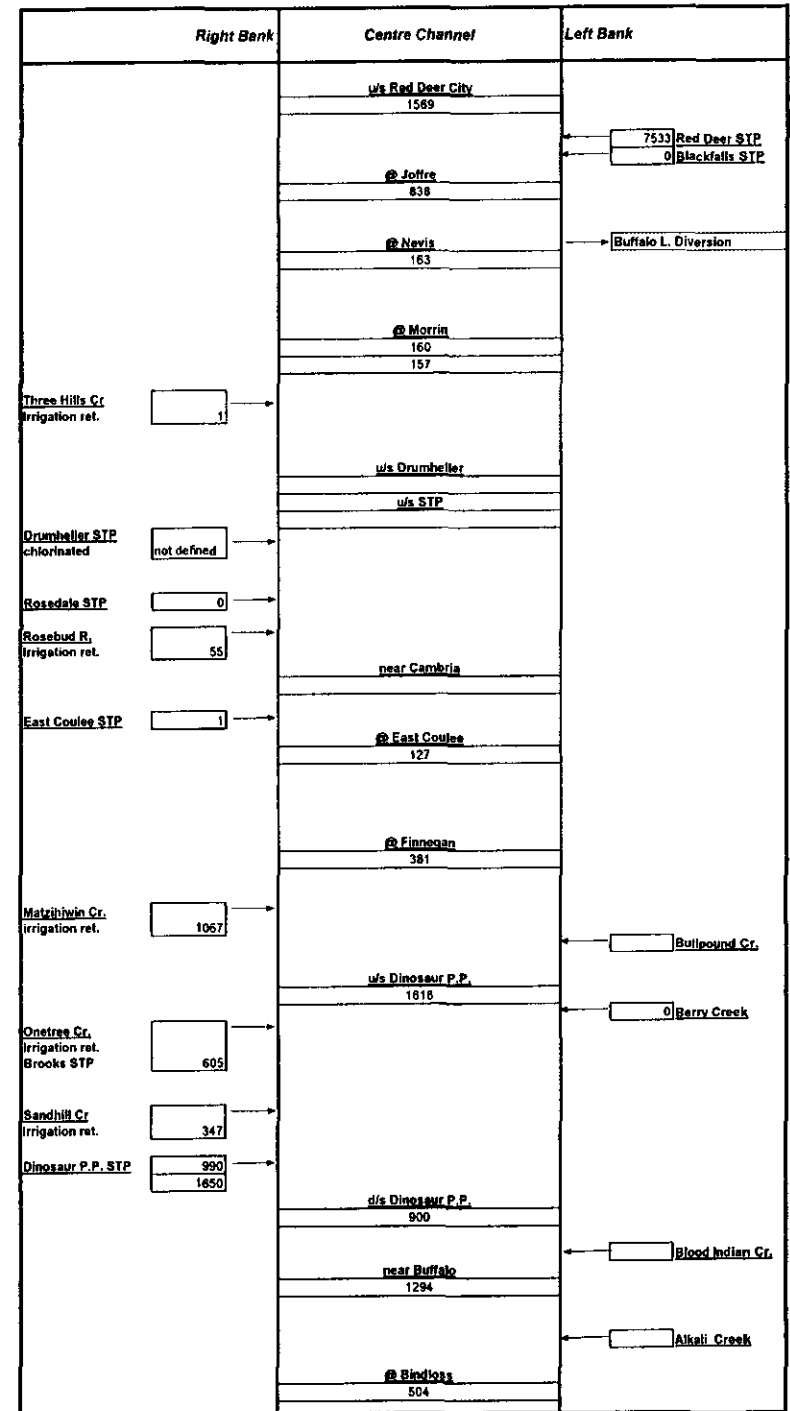 Right Bank Centre Channel Left Bank
u/s Red Deer City
1569
7533 Red Deer STP
0 Blackfalls STP
@ Joffre
838
@ Nevis
Buffalo L. Diversion
163
@ Morrin
160
157
Three Hills Cr
Irrigation ret. 1
u/s Drumheller
u/s STP
Drumheller STP
chlorinated not defined
Rosedale STP 0
Rosebud R,
Irrigation ret. 55
near Cambria
East Coulee STP 1
@ East Coulee
127
@ Finnegan
381
Matzihiwin Cr.
irrigation ret. 1067
Bullpound Cr.
u/s Dinosaur P.P.
1618
0 Berry Creek
Onetree Cr,
Irrigation ret.
Brooks STP 605
Sandhill Cr
Irrigation ret. 347
Dinosaur P.P. STP 990
1650
d/s Dinosaur P.P.
900
Blood Indian Cr.
near Buffalo
1294
Alkali Creek
@ Bindloss
504